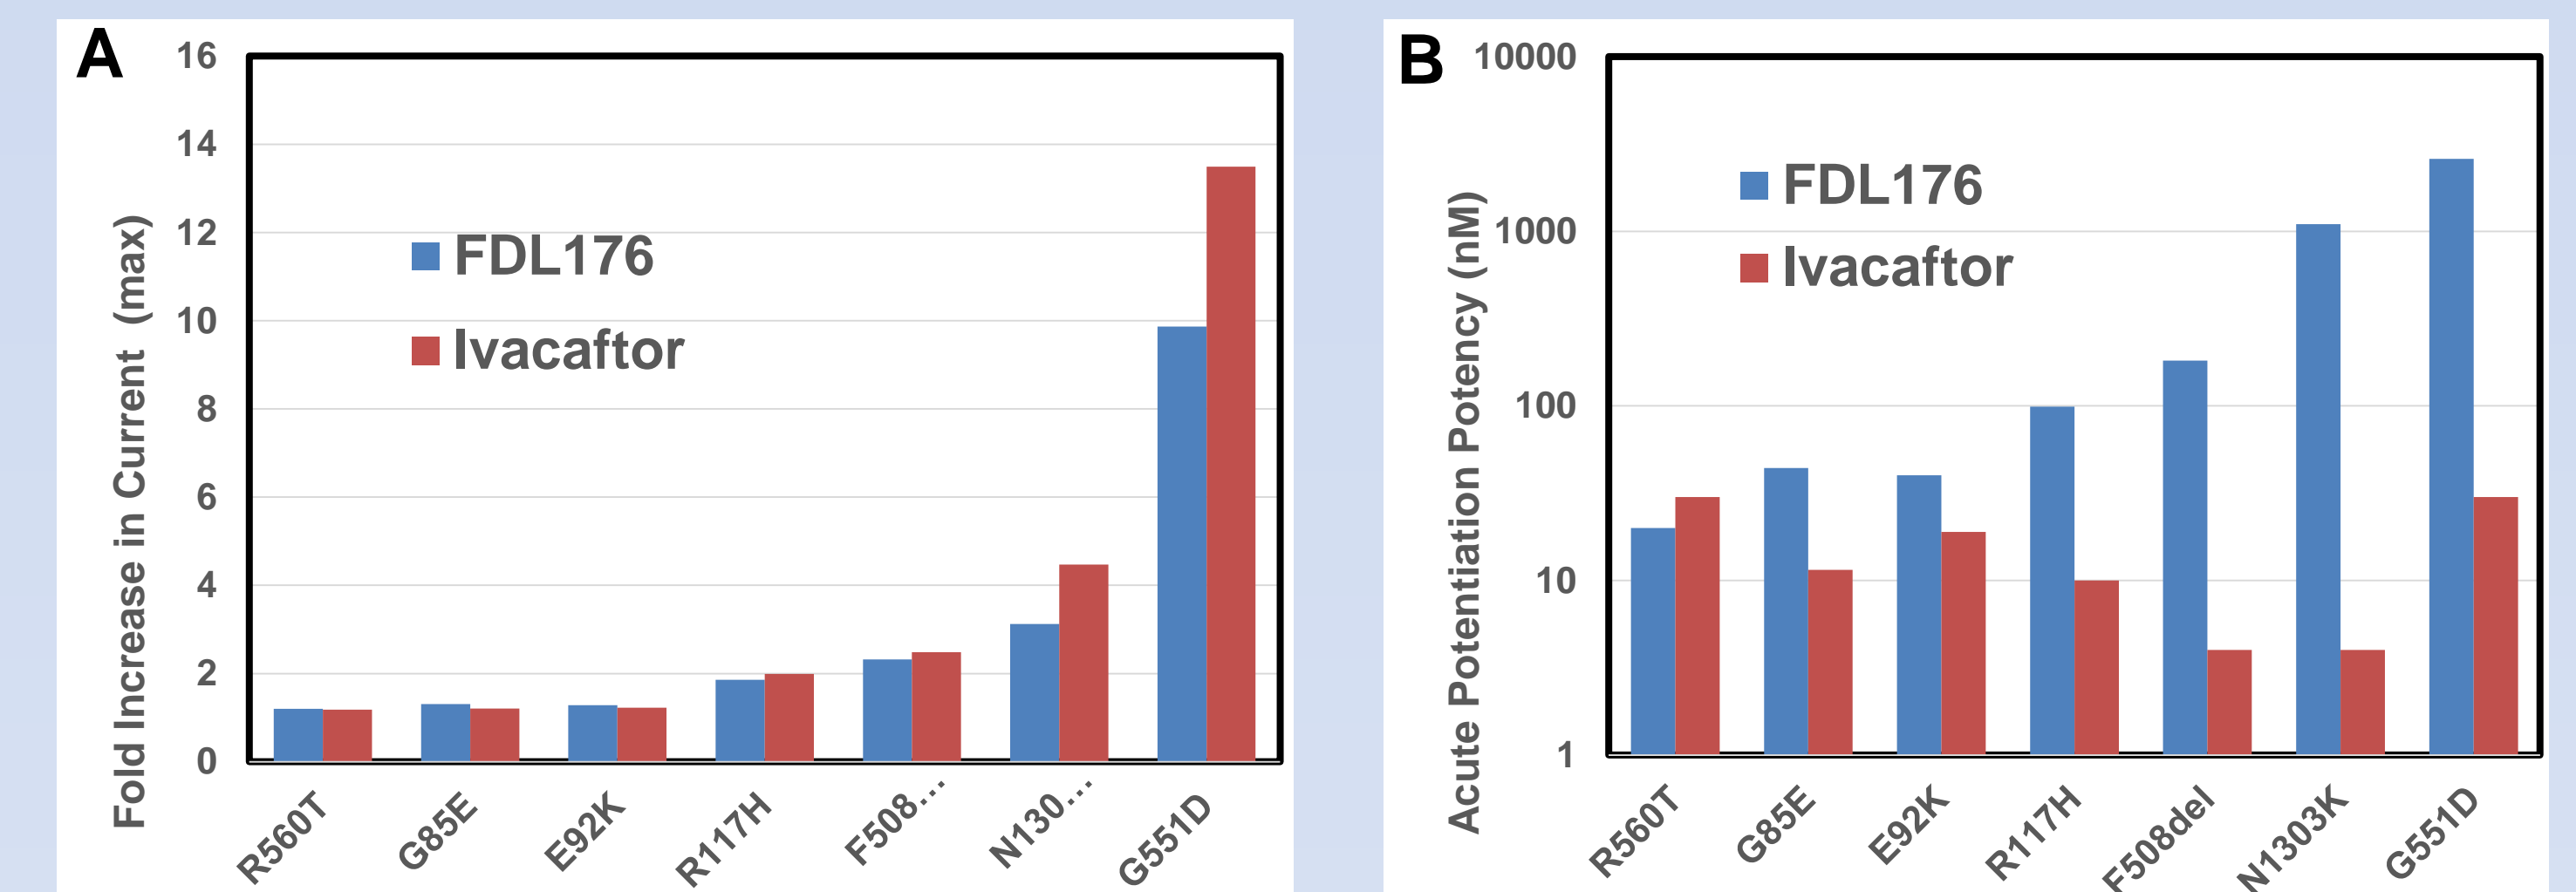 A
Fold Increase in Current (max)
16
14
12
10
8
6
4
2
0
FDL176
Ivacaftor
R560T
G85E
E92K
R117H
F508…
N130…
G551D
B
Acute Potentiation Potency (nM)
10000
1000
100
10
1
FDL176
Ivacaftor
R560T
G85E
E92K
R117H
F508del
N1303K
G551D